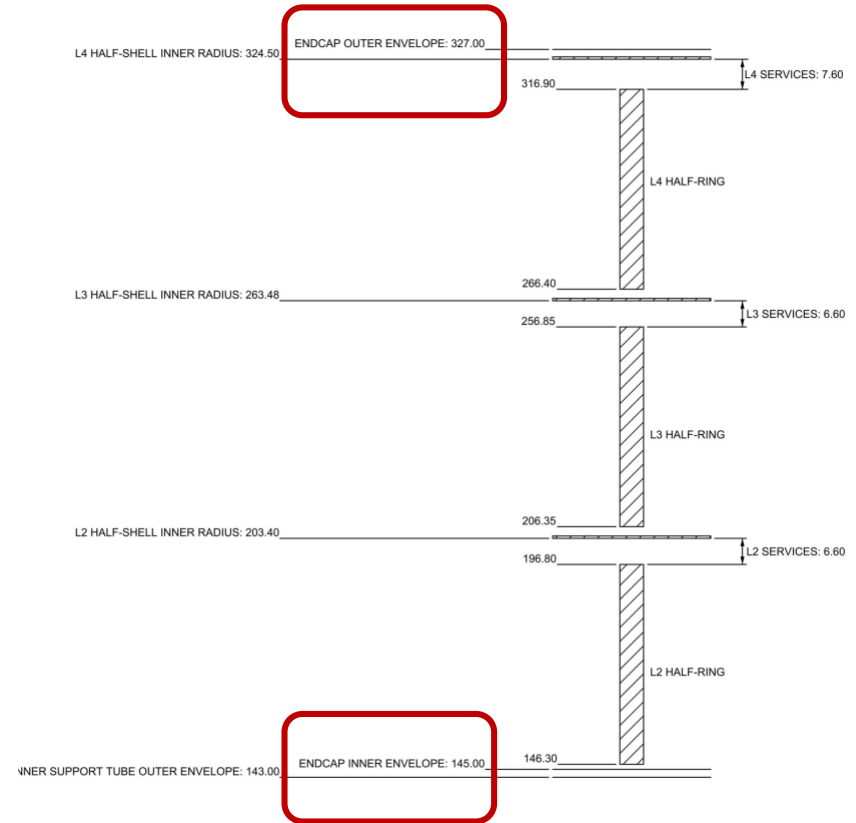 ENDCAP OUTER ENVELOPE: 327.00
L4 HALF-SHELL INNER RADIUS: 324.50
L4 SERVICES: 7.60
316.90
L4 HALF-RING
266.40
L3 HALF-SHELL INNER RADIUS: 263.48
L3 SERVICES: 6.60
256.85
L3 HALF-RING
206.35
L2 HALF-SHELL INNER RADIUS: 203.40
L2 SERVICES: 6.60
196.80
L2 HALF-RING
146.30
ENDCAP INNER ENVELOPE: 145.00
NNER SUPPORT TUBE OUTER ENVELOPE: 143.00